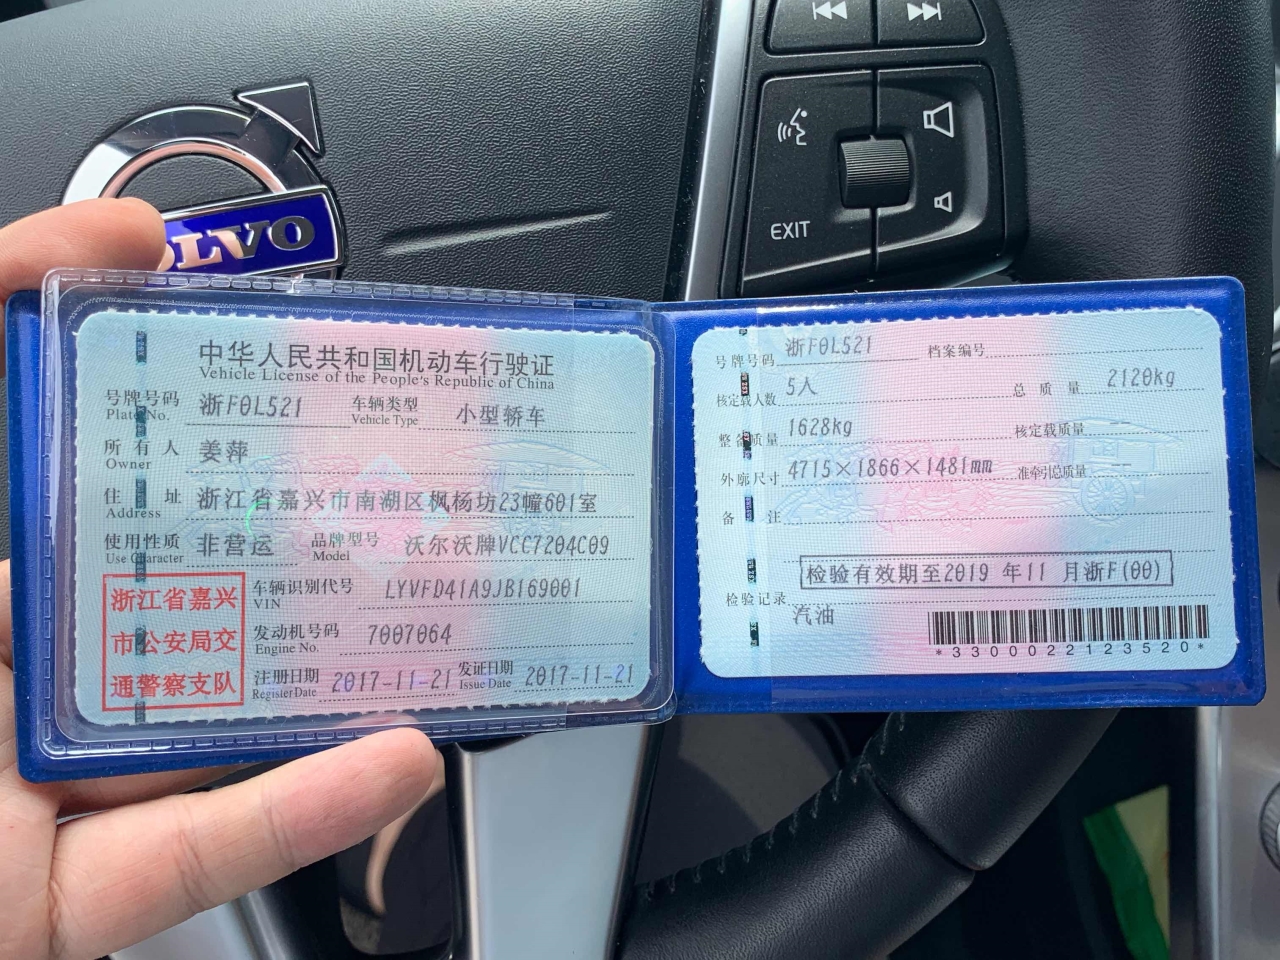 EXIT
OLVO
中华人民共和国机动车行驶证
Vehicle License of the People's Republic of China
号牌号码 浙F0L521 车辆类型 小型轿车
Plate No. Vehicle Type
所有人 姜萍
Owner
住址 浙江省嘉兴市南湖区枫杨坊23幢601室
Address
使用性质 非营运 品牌型号 沃尔沃牌VCC7204C09
Use Character Model
浙江省嘉兴
市公安局交
通警察支队
车辆识别代号 LYVFD41A9JB169001
VIN
发动机号码 7007064
Engine No.
注册日期 2017-11-21 发证日期 2017-11-21
Register Date Issue Date
号牌号码 浙F0L521 档案编号
核定载人数 5人 总质量 2120kg
整备质量 1628kg 核定载质量 --
外廓尺寸 4715×1866×1481mm 准牵引总质量 --
备注
检验有效期至2019 年11 月浙F(00)
检验记录
汽油
*3300022123520*